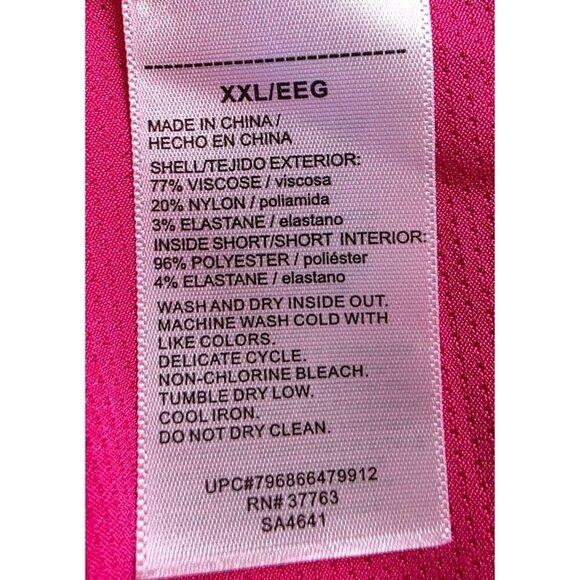 XXL/EEG
MADE IN CHINA /
HECHO EN CHINA
SHELL/TEJIDO EXTERIOR:
77% VISCOSE / viscosa
20% NYLON / poliamida
3% ELASTANE / elastano
INSIDE SHORT/SHORT INTERIOR:
96% POLYESTER / poliéster
4% ELASTANE / elastano
WASH AND DRY INSIDE OUT.
MACHINE WASH COLD WITH
LIKE COLORS.
DELICATE CYCLE.
NON-CHLORINE BLEACH.
TUMBLE DRY LOW.
COOL IRON.
DO NOT DRY CLEAN.
UPC#796866479912
RN# 37763
SA4641